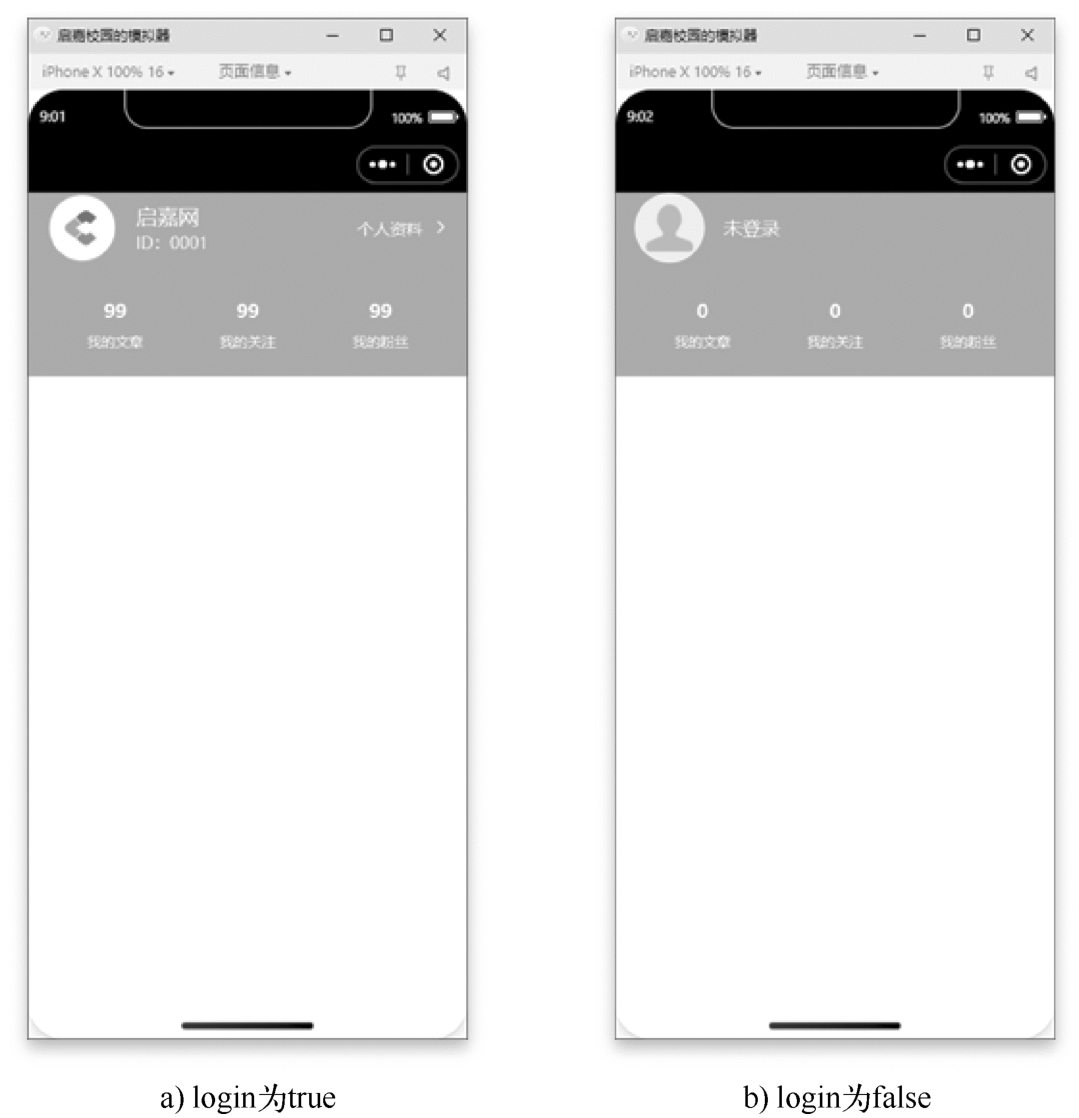 启嘉校园的模拟器
iPhone X 100% 16
页面信息
9:01
100%
启嘉网
ID: 0001
个人资料
99 99 99
我的文章 我的关注 我的粉丝
a) login为true
启嘉校园的模拟器
iPhone X 100% 16
页面信息
9:02
100%
未登录
0 0 0
我的文章 我的关注 我的粉丝
b) login为false